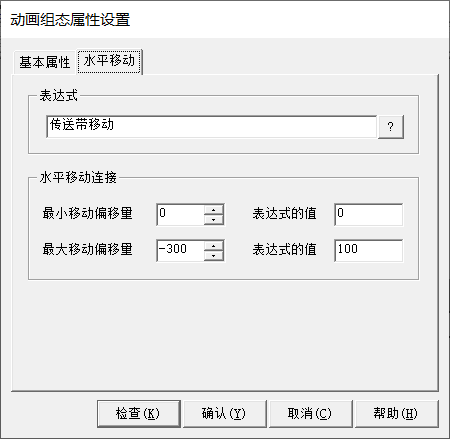 动画组态属性设置
基本属性 水平移动
表达式
传送带移动 ?
水平移动连接
最小移动偏移量 0 表达式的值 0
最大移动偏移量 -300 表达式的值 100
检查(K) 确认(Y) 取消(C) 帮助(H)